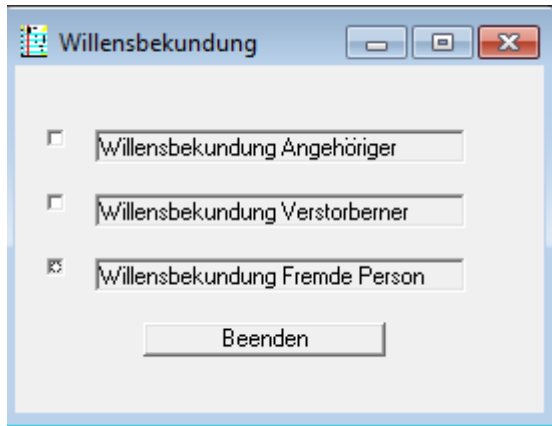 Willensbekundung
Willensbekundung Angehöriger
Willensbekundung Verstorberner
Willensbekundung Fremde Person
Beenden